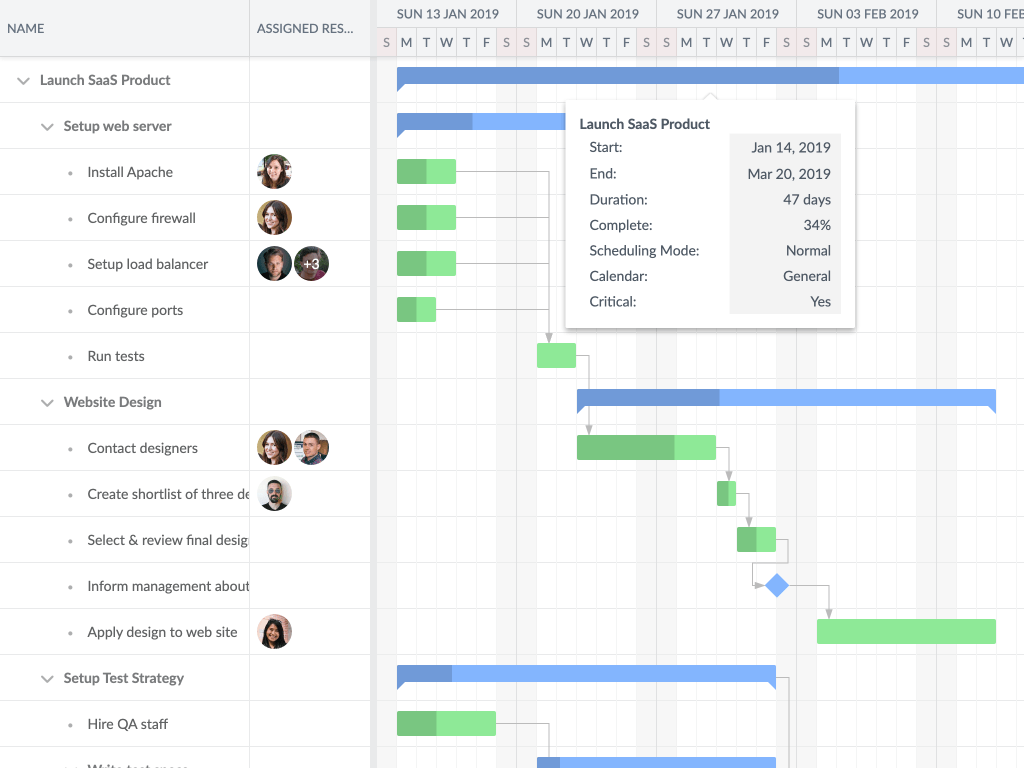 NAME
ASSIGNED RES...
SUN 13 JAN 2019
SUN 20 JAN 2019
SUN 27 JAN 2019
SUN 03 FEB 2019
SUN 10 FEB
S M T W T F S S M T W T F S S M T W T F S S M T W T F S S M T W
Launch SaaS Product
Setup web server
Install Apache
Configure firewall
Setup load balancer
+3
Configure ports
Run tests
Website Design
Contact designers
Create shortlist of three de
Select & review final desig
Inform management about
Apply design to web site
Setup Test Strategy
Hire QA staff
Write test specs
Launch SaaS Product
Start: Jan 14, 2019
End: Mar 20, 2019
Duration: 47 days
Complete: 34%
Scheduling Mode: Normal
Calendar: General
Critical: Yes